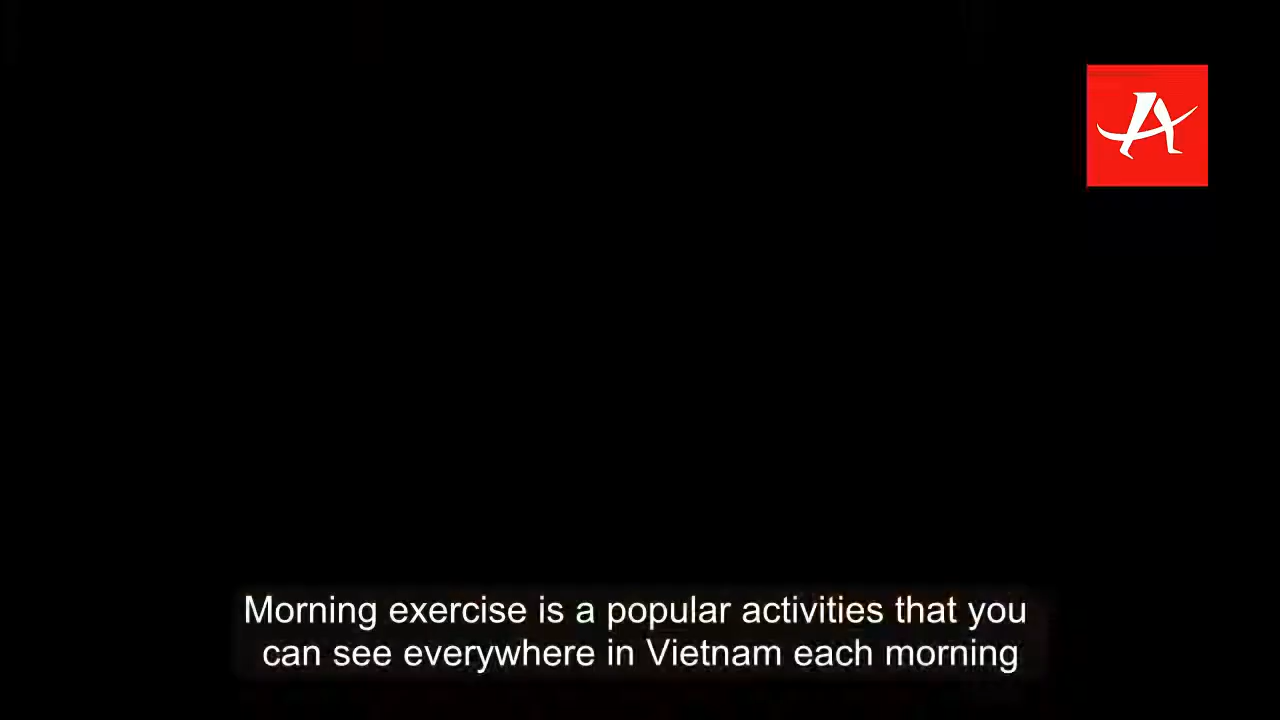 Morning exercise is a popular activities that you
can see everywhere in Vietnam each morning